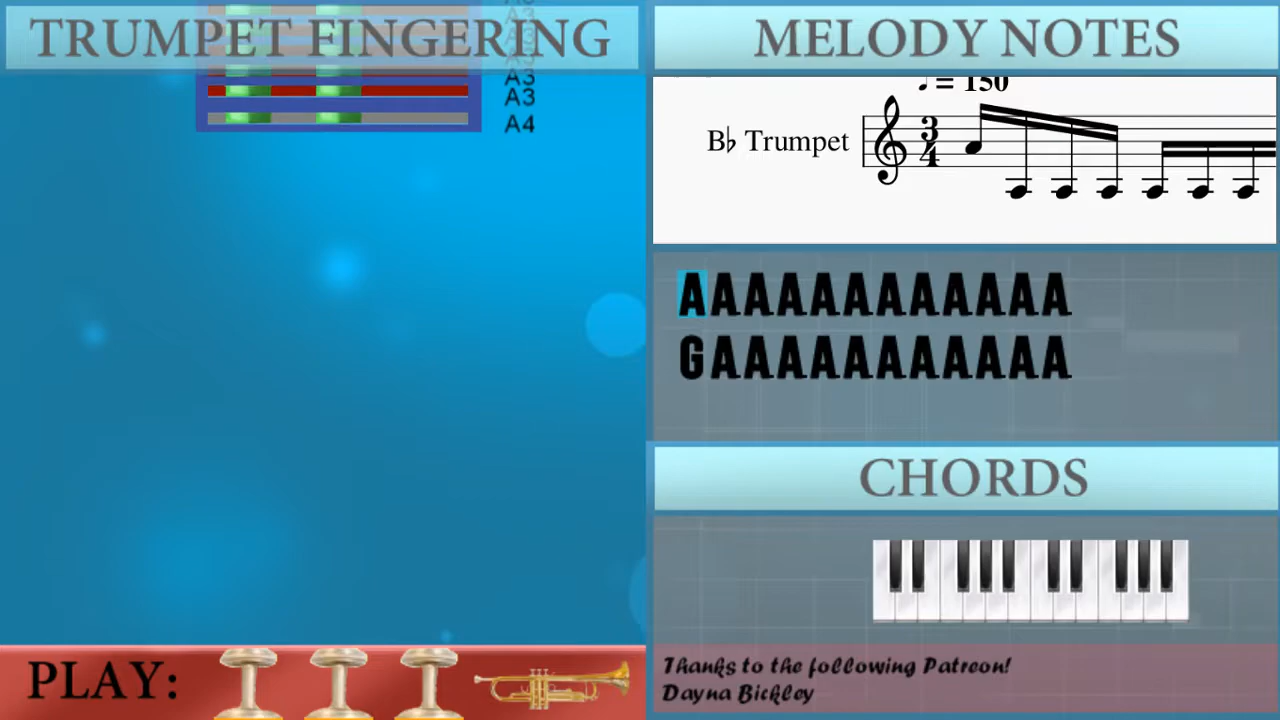 TRUMPET FINGERING
A3
A3
A3
A4
MELODY NOTES
♩ = 150
B♭ Trumpet
3
4
AAAAAAAAAAAA
GAAAAAAAAAAA
CHORDS
PLAY:
Thanks to the following Patreon!
Dayna Bickley